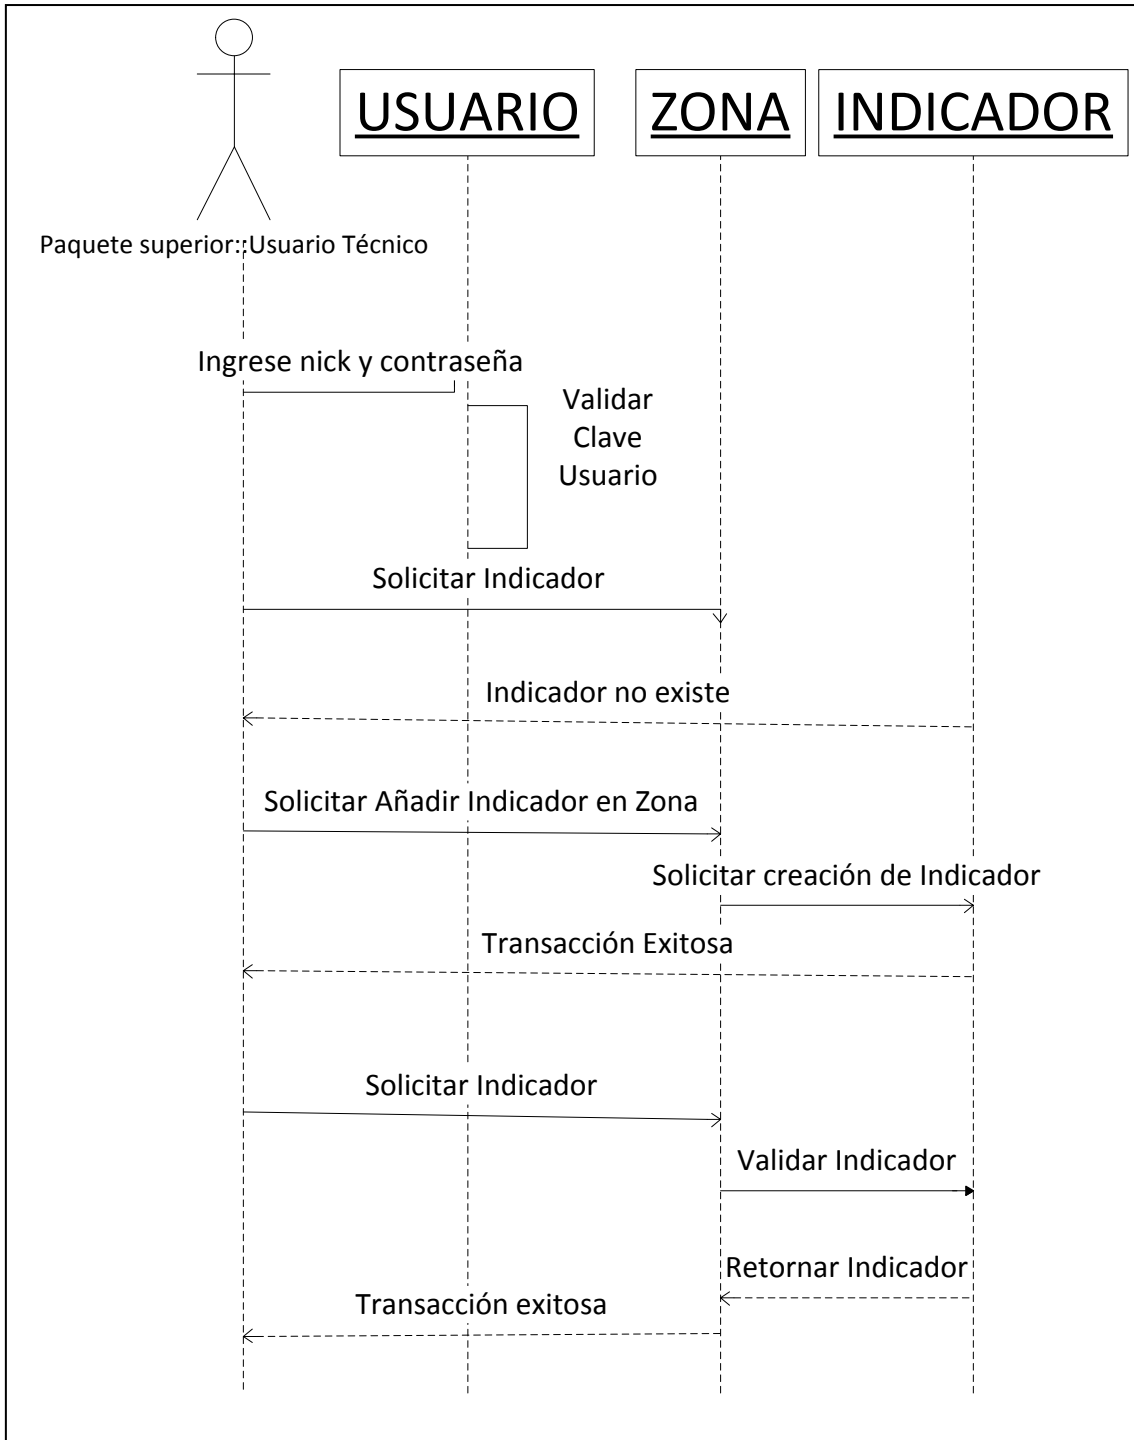 USUARIO
ZONA
INDICADOR
Paquete superior::Usuario Técnico
Ingrese nick y contraseña
Validar
Clave
Usuario
Solicitar Indicador
Indicador no existe
Solicitar Añadir Indicador en Zona
Solicitar creación de Indicador
Transacción Exitosa
Solicitar Indicador
Validar Indicador
Retornar Indicador
Transacción exitosa